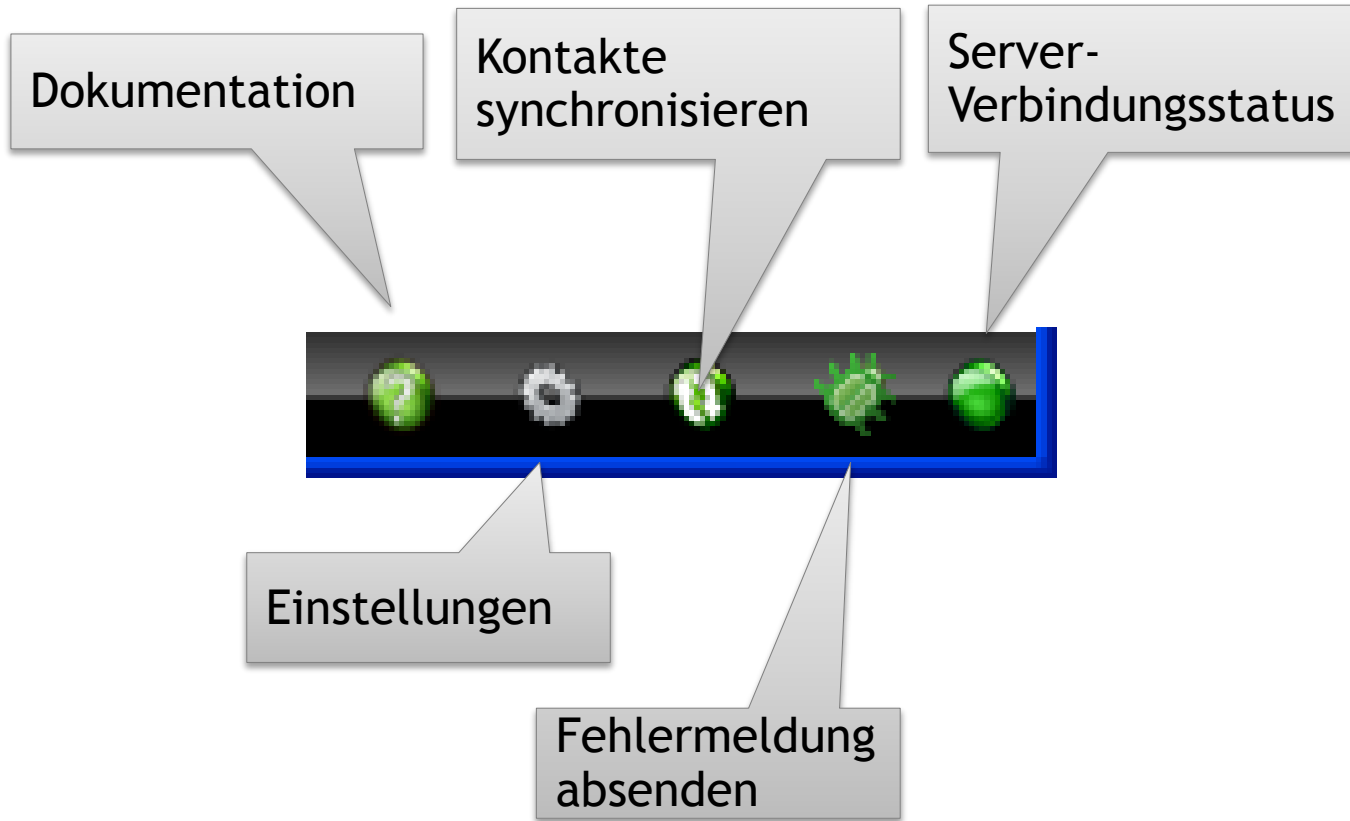 Dokumentation
Kontakte
synchronisieren
Server-
Verbindungsstatus
?
Einstellungen
Fehlermeldung
absenden